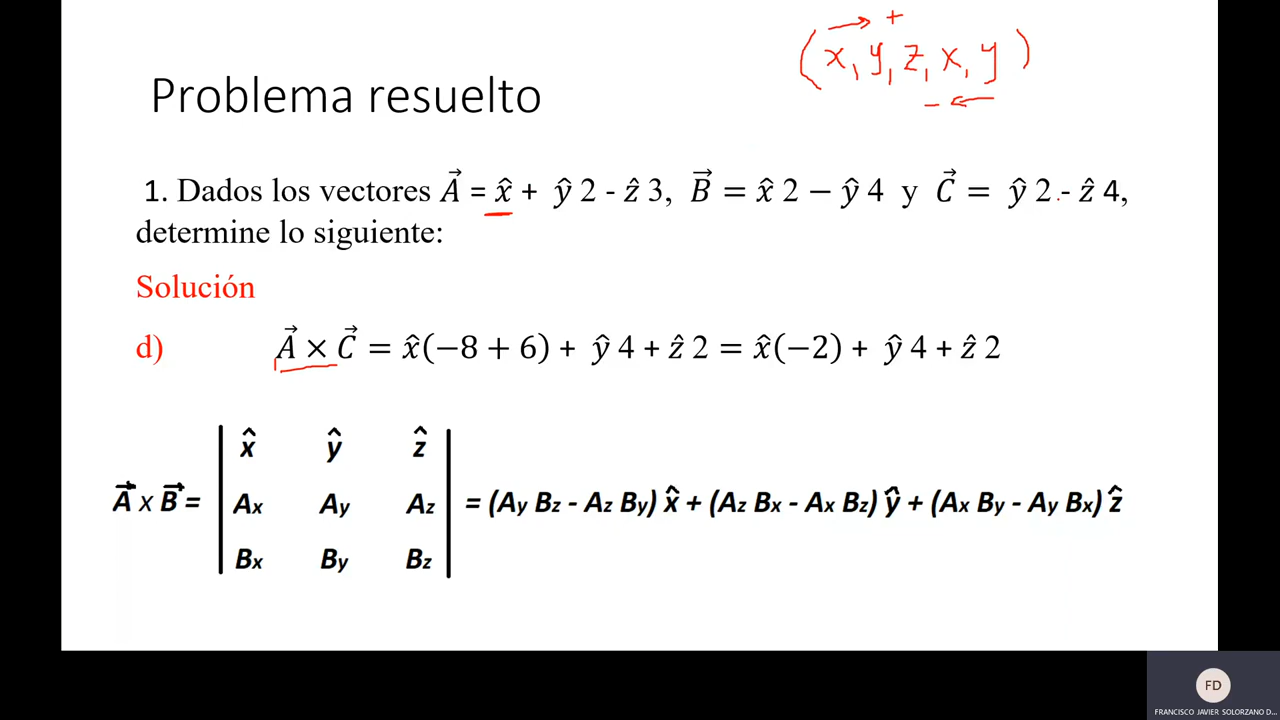 (x, y, z, x, y) → + - ←
Problema resuelto
1. Dados los vectores A⃗ = x̂ + ŷ 2 - ẑ 3, B⃗ = x̂ 2 − ŷ 4 y C⃗ = ŷ 2 - ẑ 4,
determine lo siguiente:
Solución
d) A⃗ × C⃗ = x̂(−8 + 6) + ŷ 4 + ẑ 2 = x̂(−2) + ŷ 4 + ẑ 2
x̂ ŷ ẑ
A⃗ x B⃗ = | Ax Ay Az | = (Ay Bz - Az By) x̂ + (Az Bx - Ax Bz) ŷ + (Ax By - Ay Bx) ẑ
Bx By Bz
FD
FRANCISCO JAVIER SOLORZANO D...